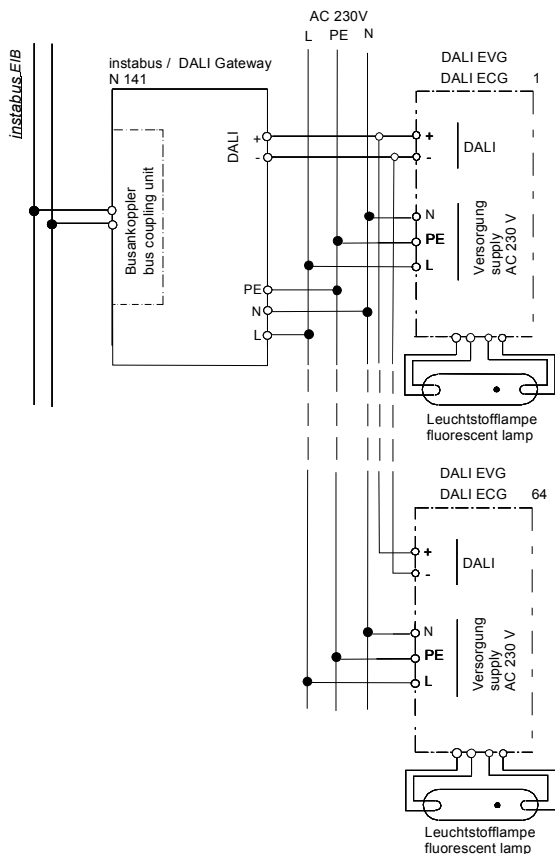 AC 230V
L PE N
instabus EIB
instabus / DALI Gateway
N 141
DALI
+
-
Busankoppler
bus coupling unit
PE
N
L
DALI EVG
DALI ECG 1
+
-
DALI
N
PE
L
Versorgung
supply
AC 230 V
Leuchtstofflampe
fluorescent lamp
DALI EVG
DALI ECG 64
+
-
DALI
N
PE
L
Versorgung
supply
AC 230 V
Leuchtstofflampe
fluorescent lamp